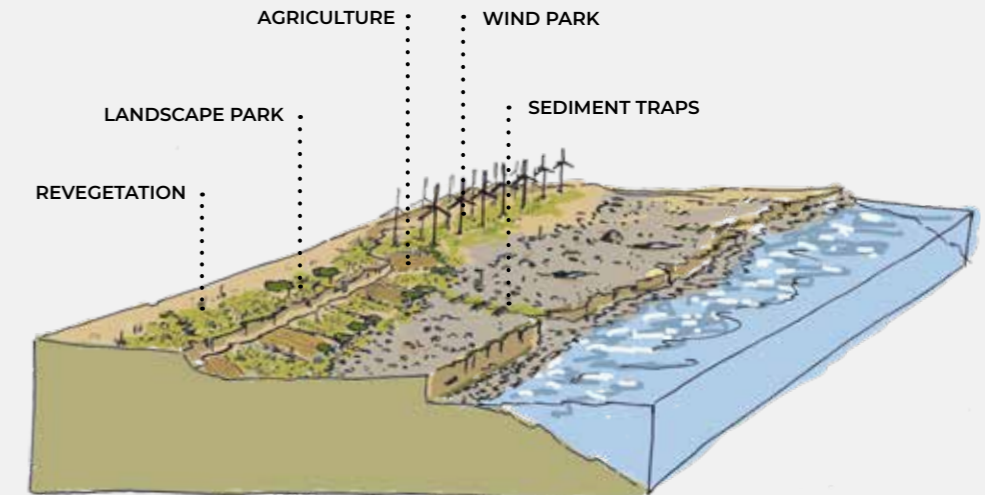 AGRICULTURE
WIND PARK
LANDSCAPE PARK
SEDIMENT TRAPS
REVEGETATION